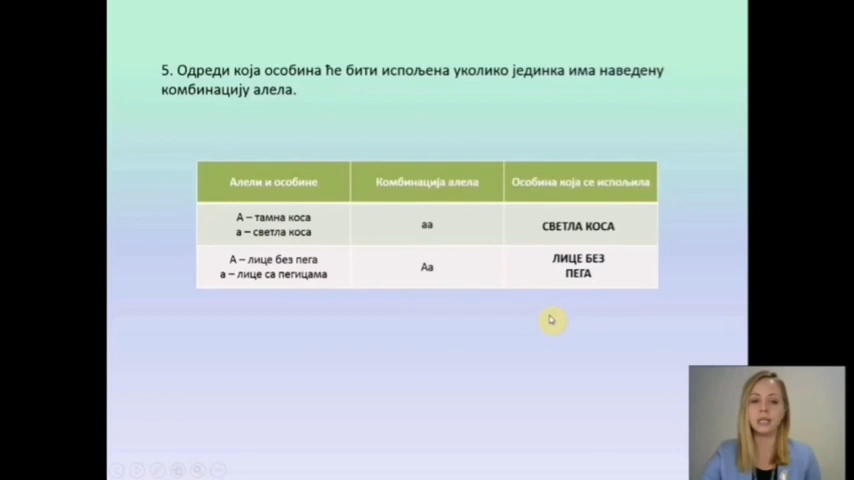 5. Одреди која особина ће бити испољена уколико јединка има наведену
комбинацију алела.
Алели и особине
Комбинација алела
Особина која се испољила
А – тамна коса
а – светла коса
аа
СВЕТЛА КОСА
А – лице без пега
а – лице са пегицама
Аа
ЛИЦЕ БЕЗ
ПЕГА